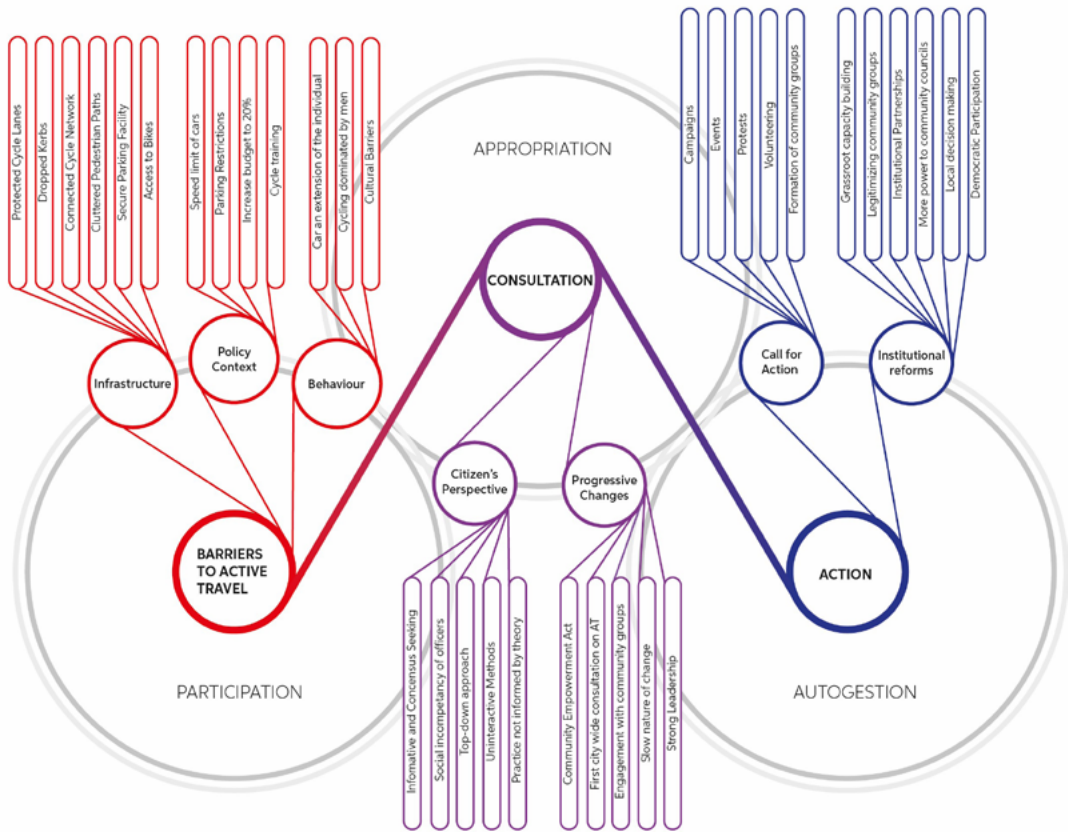 Protected Cycle Lanes
Dropped Kerbs
Connected Cycle Network
Cluttered Pedestrian Paths
Secure Parking Facility
Access to Bikes
Speed limit of cars
Parking Restrictions
Increase budget to 20%
Cycle training
Car an extension of the individual
Cycling dominated by men
Cultural Barriers
Campaigns
Events
Protests
Volunteering
Formation of community groups
Grassroot capacity building
Legitimizing community groups
Institutional Partnerships
More power to community councils
Local decision making
Democratic Participation
APPROPRIATION
CONSULTATION
Infrastructure
Policy
Context
Behaviour
Call for
Action
Institutional
reforms
Citizen's
Perspective
Progressive
Changes
BARRIERS
TO ACTIVE
TRAVEL
ACTION
PARTICIPATION
AUTOGESTION
Informative and Concensus Seeking
Social incompetancy of officers
Top-down approach
Uninteractive Methods
Practice not informed by theory
Community Empowerment Act
First city wide consultation on AT
Engagement with community groups
Slow nature of change
Strong Leadership